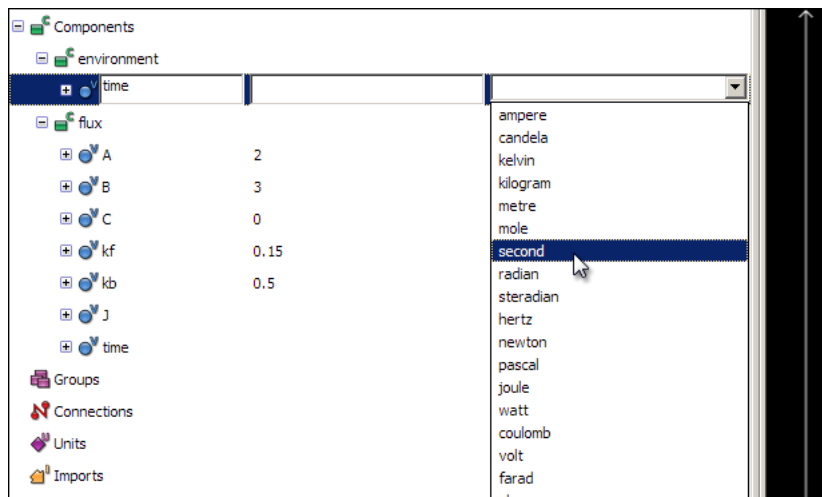 Components
environment
time
flux
A 2
B 3
C 0
kf 0.15
kb 0.5
J
time
Groups
Connections
Units
Imports
ampere
candela
kelvin
kilogram
metre
mole
second
radian
steradian
hertz
newton
pascal
joule
watt
coulomb
volt
farad